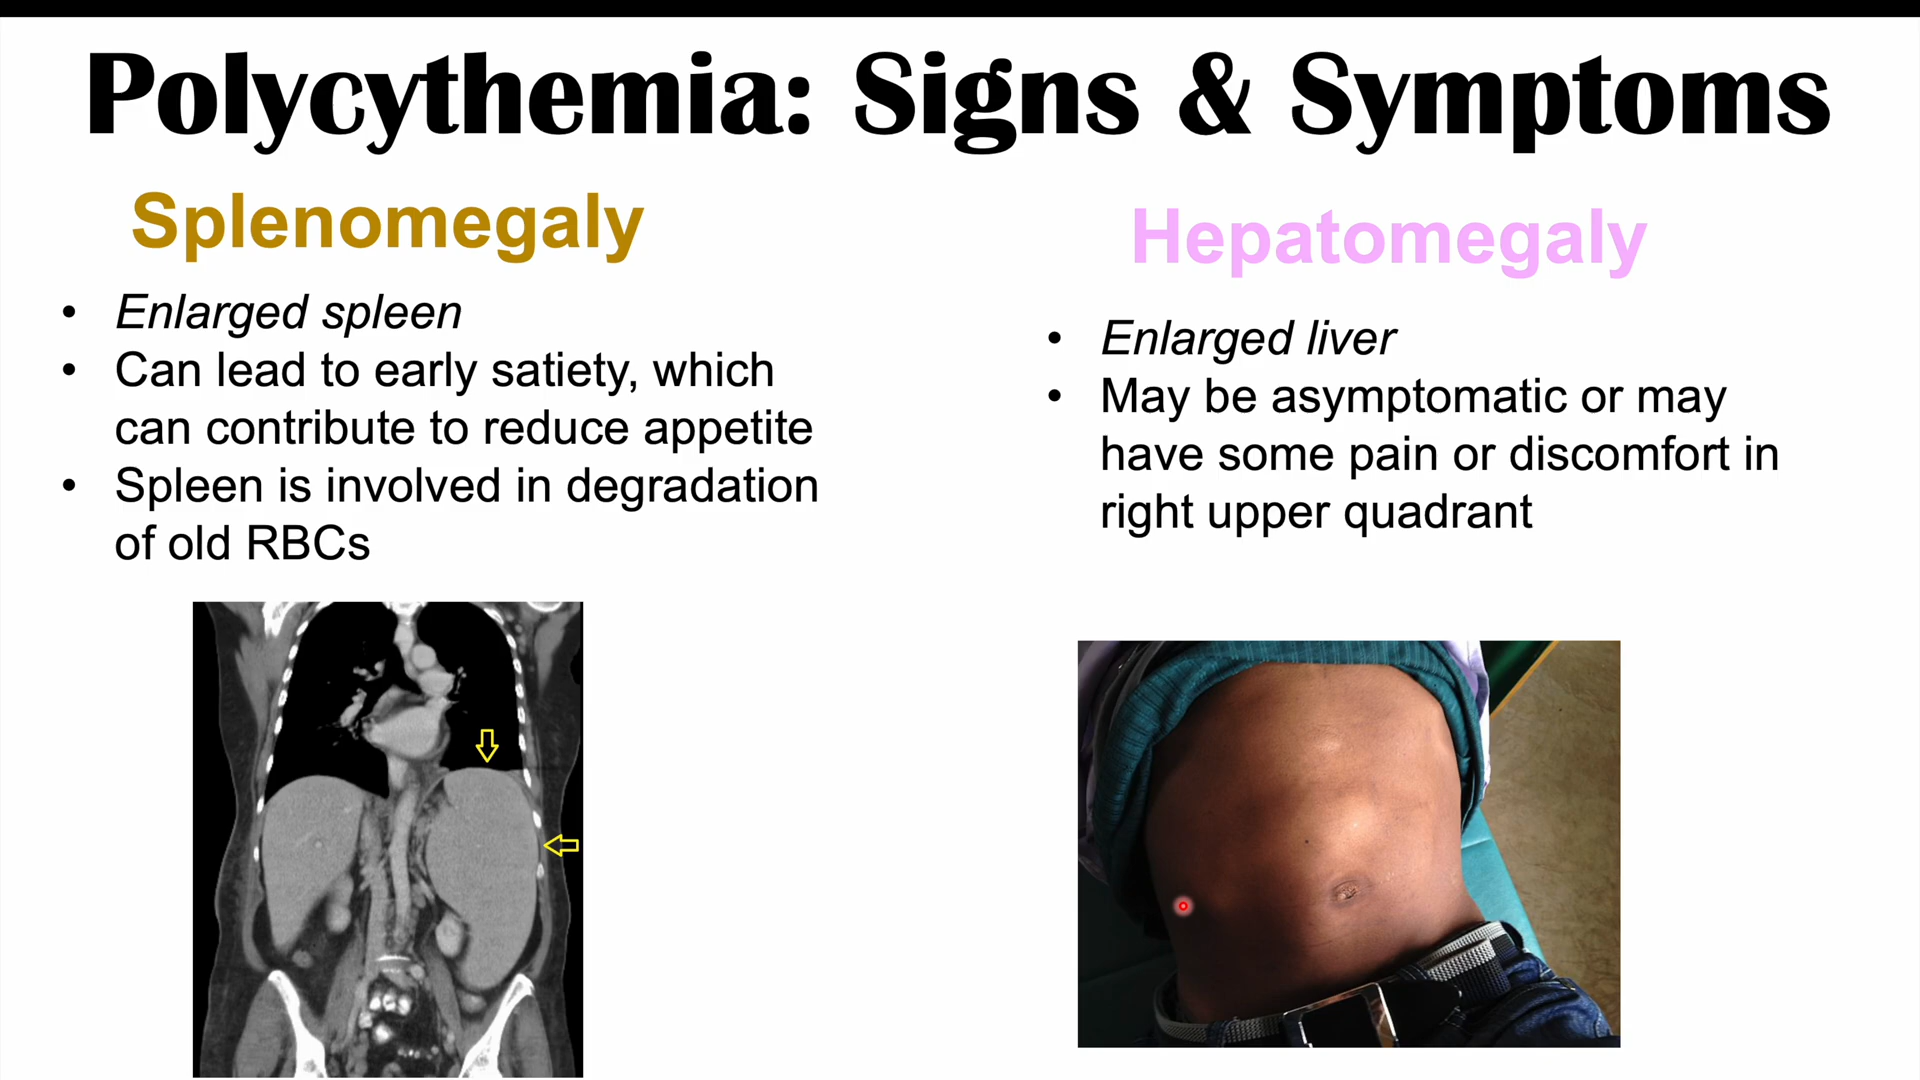 Polycythemia: Signs & Symptoms
Splenomegaly
• Enlarged spleen
• Can lead to early satiety, which
can contribute to reduce appetite
• Spleen is involved in degradation
of old RBCs
Hepatomegaly
• Enlarged liver
• May be asymptomatic or may
have some pain or discomfort in
right upper quadrant